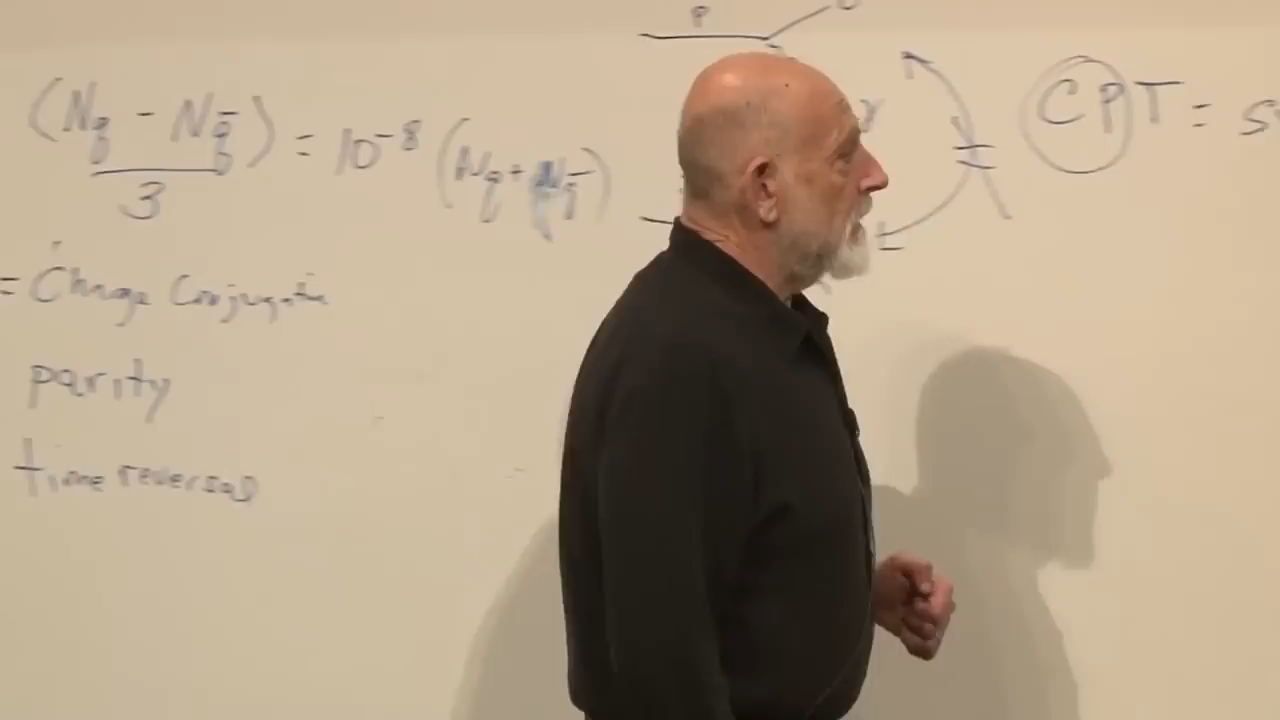 (N_q - N_q̄) / 3 = 10^-8 (N_q + N_q̄)
= Charge Conjugation
parity
time reversal
P
γ
CPT = S